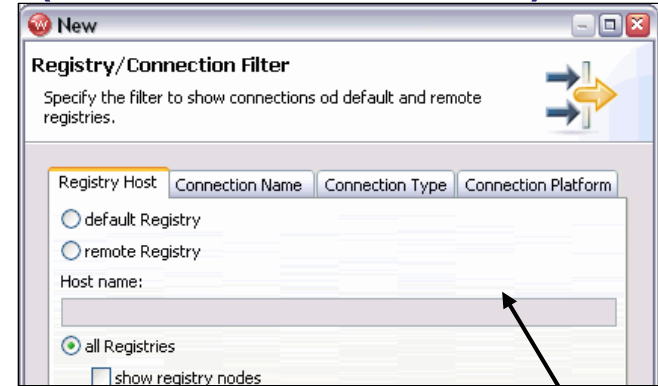 New
Registry/Connection Filter
Specify the filter to show connections od default and remote
registries.
Registry Host Connection Name Connection Type Connection Platform
default Registry
remote Registry
Host name:
all Registries
show registry nodes